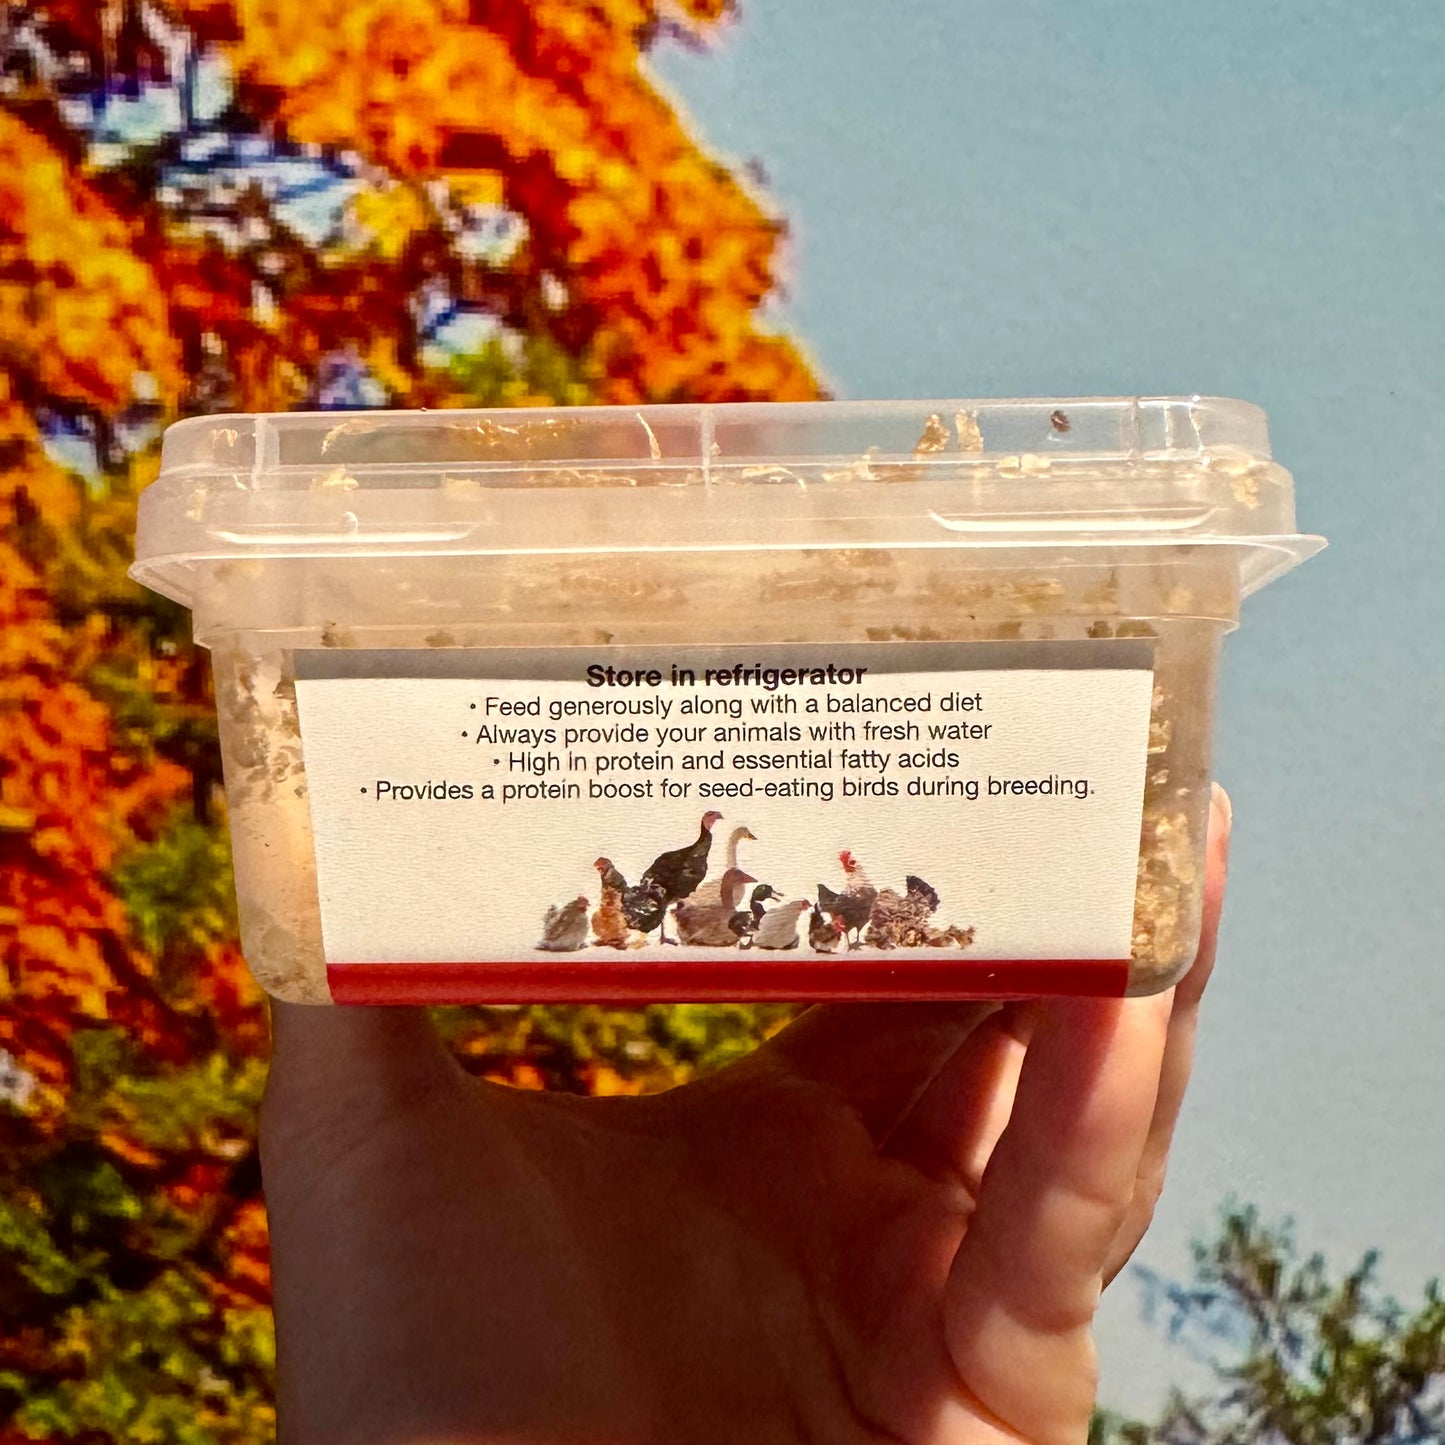 Store in refrigerator
• Feed generously along with a balanced diet
• Always provide your animals with fresh water
• High in protein and essential fatty acids
• Provides a protein boost for seed-eating birds during breeding.